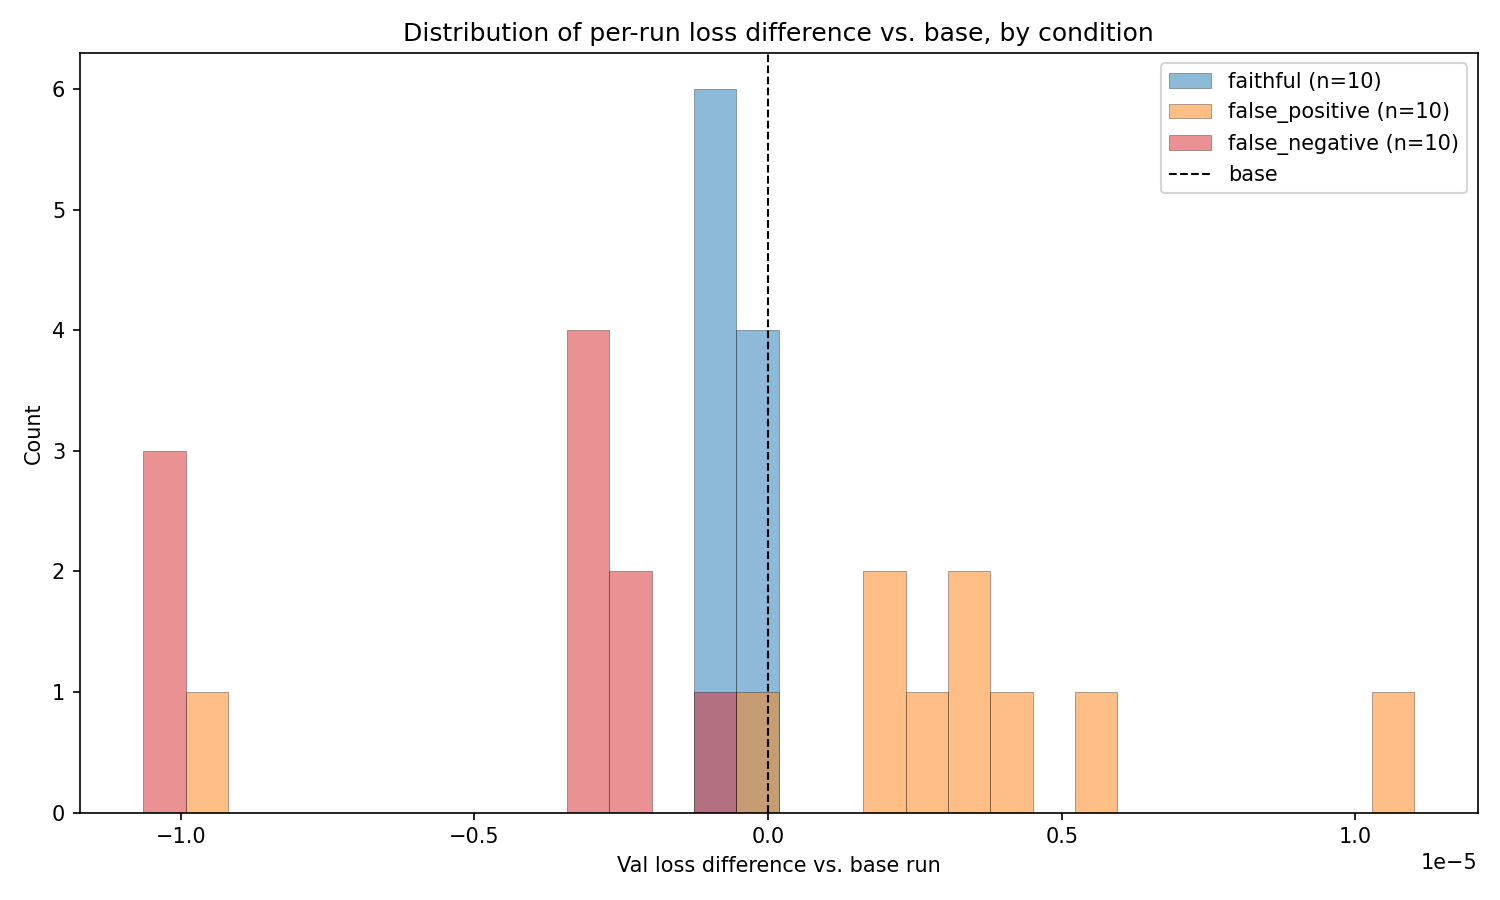 Distribution of per-run loss difference vs. base, by condition
faithful (n=10)
false_positive (n=10)
false_negative (n=10)
base
6
5
4
3
2
1
0
Count
−1.0
−0.5
0.0
0.5
1.0
1e−5
Val loss difference vs. base run